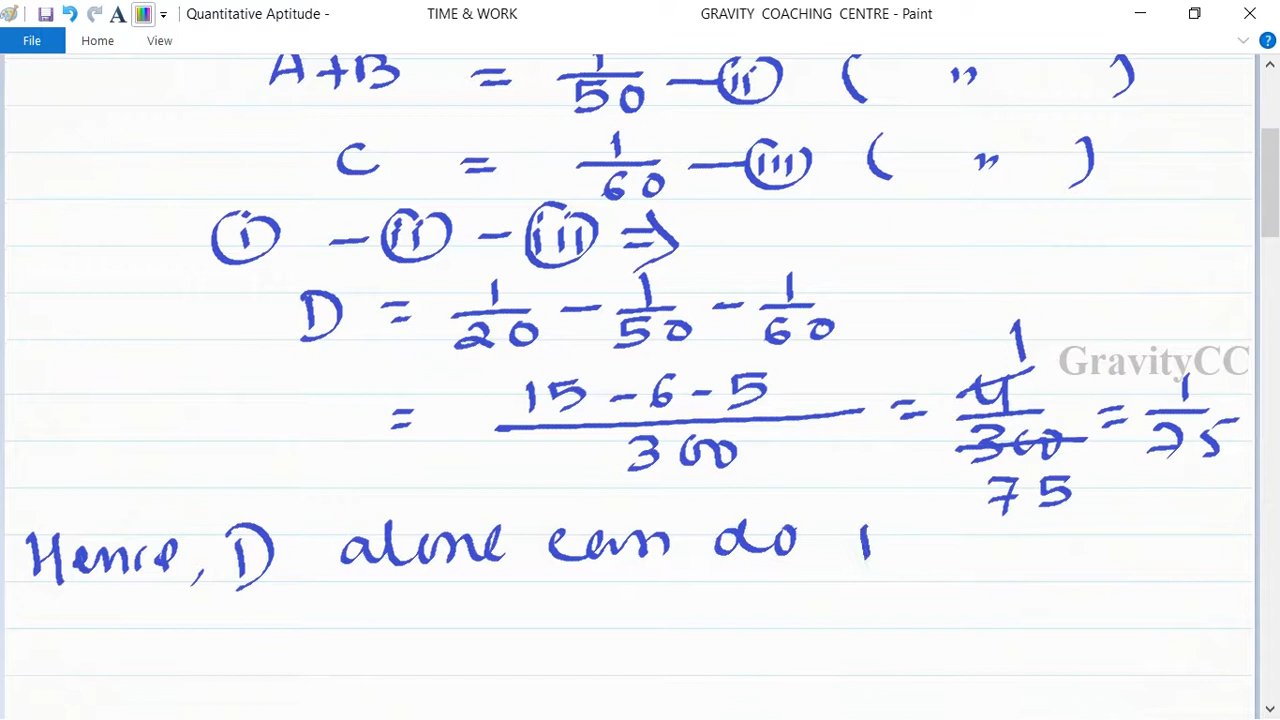 Quantitative Aptitude - TIME & WORK GRAVITY COACHING CENTRE - Paint
File Home View
A+B = 1/50 — (ii) ( " )
C = 1/60 — (iii) ( " )
(i) - (ii) - (iii) ⇒
D = 1/20 - 1/50 - 1/60
GravityCC
= 15 - 6 - 5 / 300 = 4/300 = 1/75
1
75
Hence, D alone can do 1